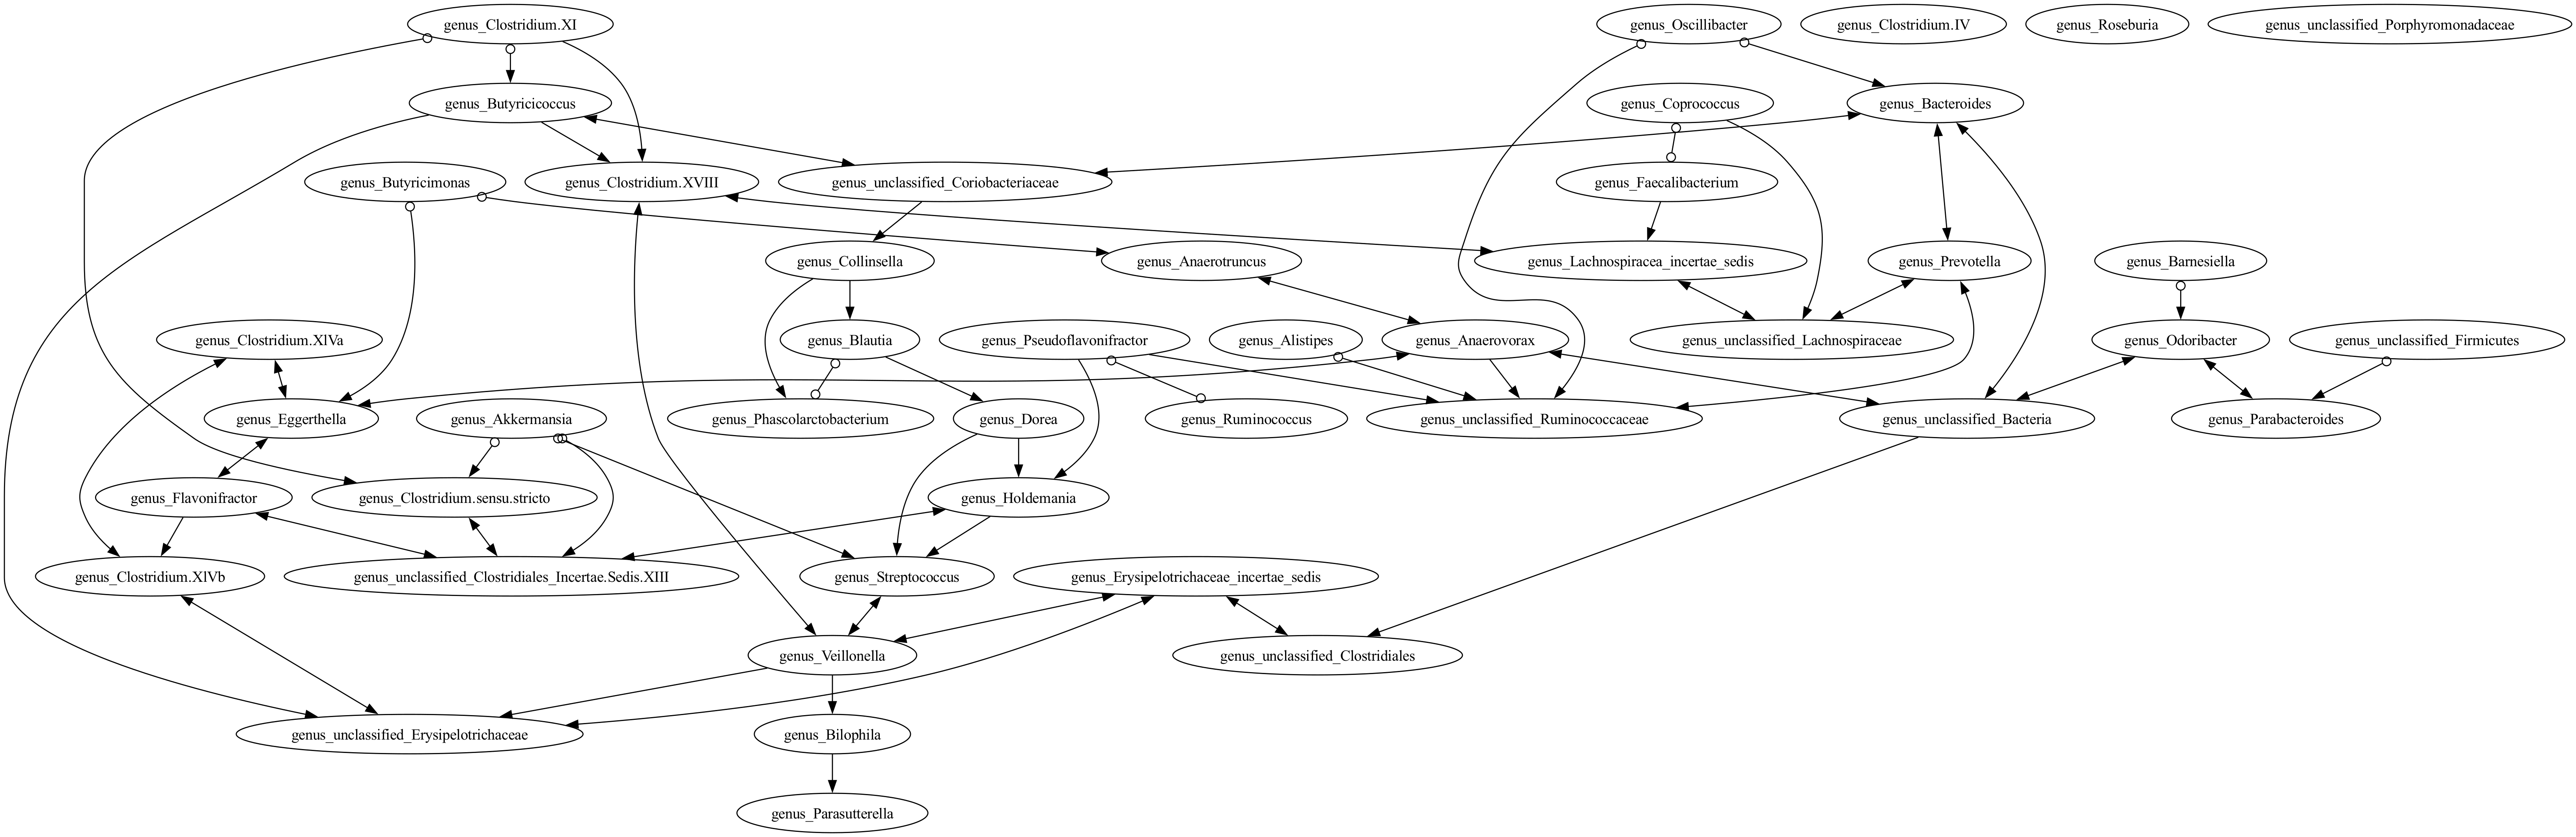 genus_Clostridium.XI
genus_Oscillibacter
genus_Clostridium.IV
genus_Roseburia
genus_unclassified_Porphyromonadaceae
genus_Butyricicoccus
genus_Coprococcus
genus_Bacteroides
genus_Butyricimonas
genus_Clostridium.XVIII
genus_unclassified_Coriobacteriaceae
genus_Faecalibacterium
genus_Collinsella
genus_Anaerotruncus
genus_Lachnospiracea_incertae_sedis
genus_Prevotella
genus_Barnesiella
genus_Clostridium.XlVa
genus_Blautia
genus_Pseudoflavonifractor
genus_Alistipes
genus_Anaerovorax
genus_unclassified_Lachnospiraceae
genus_Odoribacter
genus_unclassified_Firmicutes
genus_Eggerthella
genus_Akkermansia
genus_Phascolarctobacterium
genus_Dorea
genus_Ruminococcus
genus_unclassified_Ruminococcaceae
genus_unclassified_Bacteria
genus_Parabacteroides
genus_Flavonifractor
genus_Clostridium.sensu.stricto
genus_Holdemania
genus_Clostridium.XlVb
genus_unclassified_Clostridiales_Incertae.Sedis.XIII
genus_Streptococcus
genus_Erysipelotrichaceae_incertae_sedis
genus_Veillonella
genus_unclassified_Clostridiales
genus_unclassified_Erysipelotrichaceae
genus_Bilophila
genus_Parasutterella